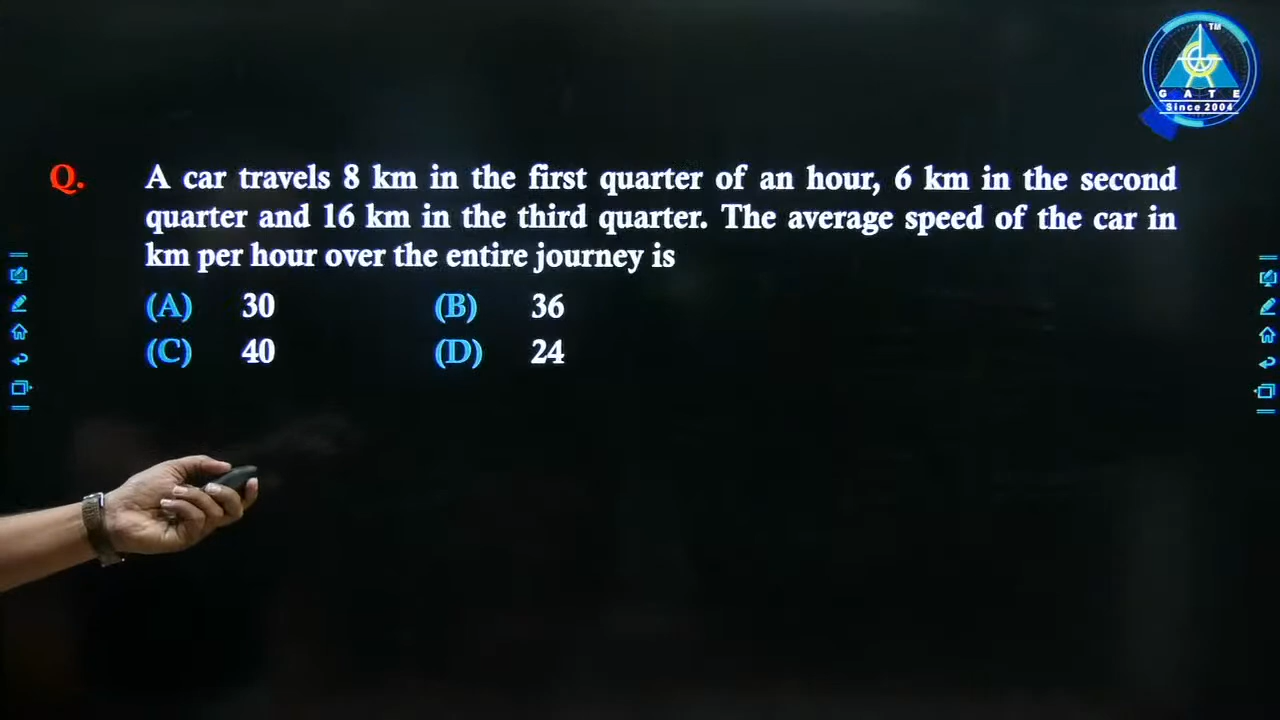 TM
G A T E
Since 2004
Q. A car travels 8 km in the first quarter of an hour, 6 km in the second
quarter and 16 km in the third quarter. The average speed of the car in
km per hour over the entire journey is
(A) 30 (B) 36
(C) 40 (D) 24